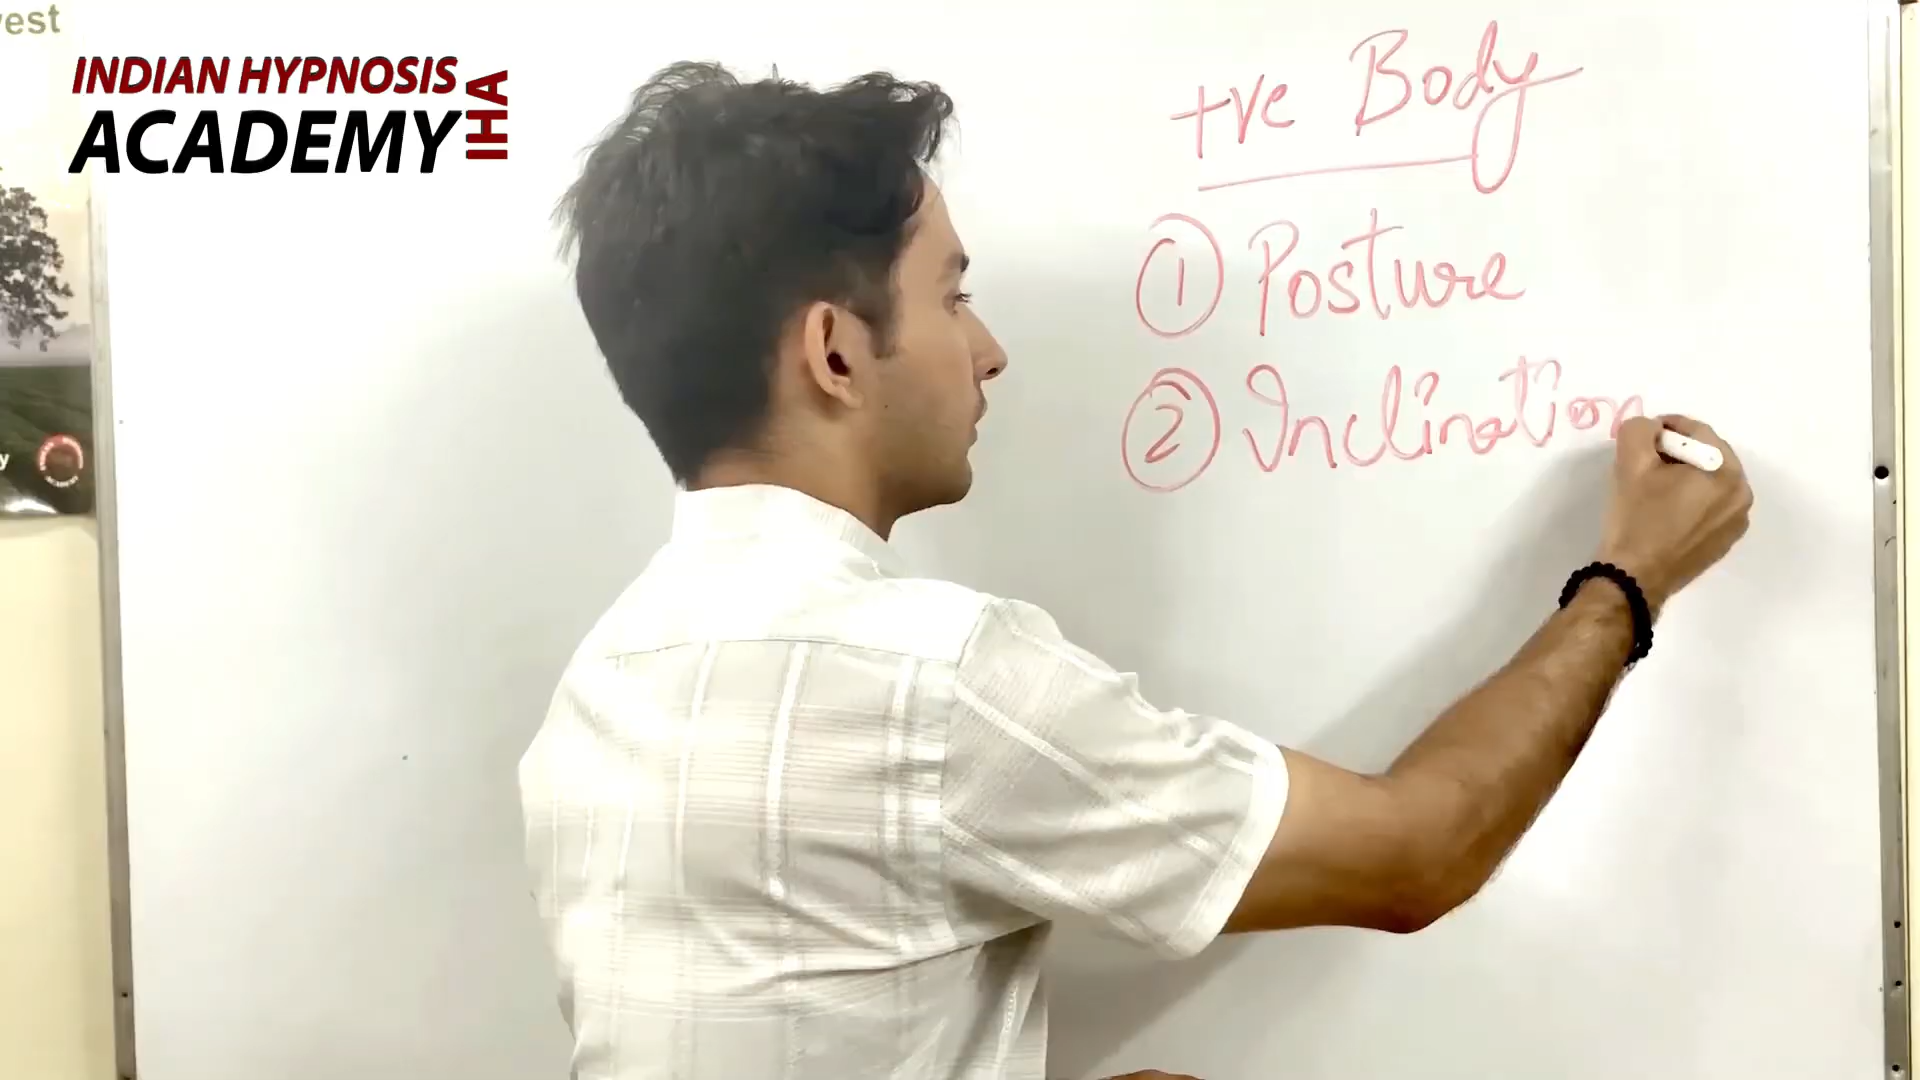 est
INDIAN HYPNOSIS
ACADEMY
IHA
+ve Body
① Posture
② Inclination
y